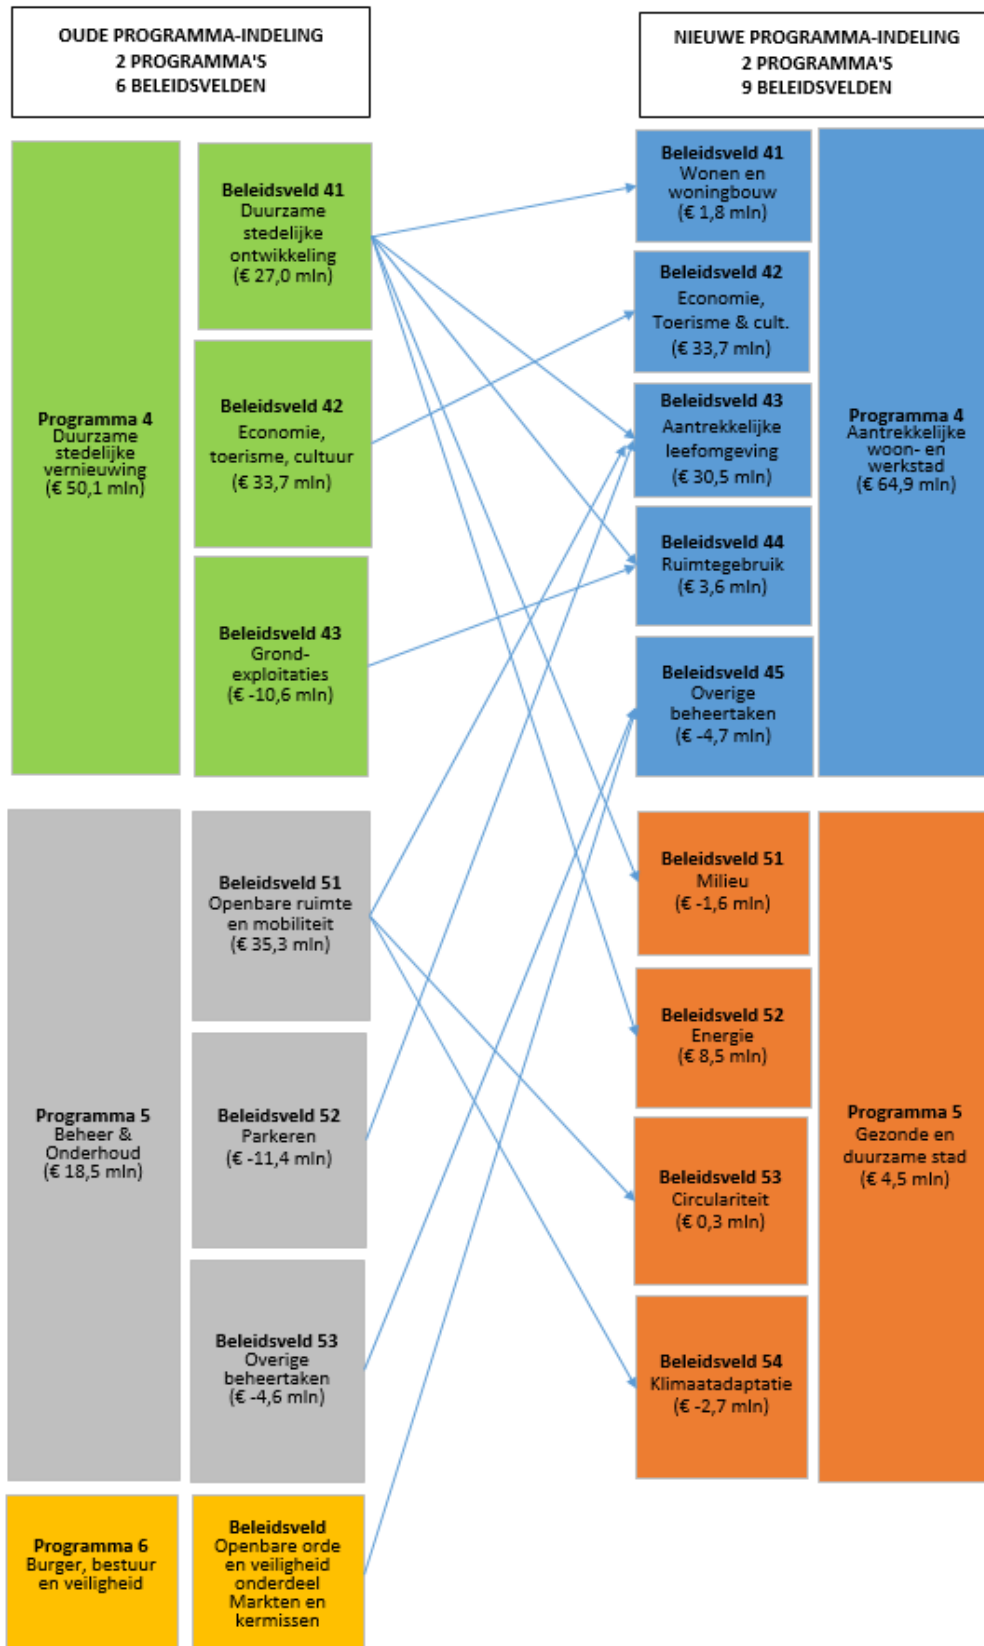 OUDE PROGRAMMA-INDELING
2 PROGRAMMA'S
6 BELEIDSVELDEN
NIEUWE PROGRAMMA-INDELING
2 PROGRAMMA'S
9 BELEIDSVELDEN
Programma 4
Duurzame
stedelijke
vernieuwing
(€ 50,1 mln)
Beleidsveld 41
Duurzame
stedelijke
ontwikkeling
(€ 27,0 mln)
Beleidsveld 42
Economie,
toerisme, cultuur
(€ 33,7 mln)
Beleidsveld 43
Grond-
exploitaties
(€ -10,6 mln)
Programma 5
Beheer &
Onderhoud
(€ 18,5 mln)
Beleidsveld 51
Openbare ruimte
en mobiliteit
(€ 35,3 mln)
Beleidsveld 52
Parkeren
(€ -11,4 mln)
Beleidsveld 53
Overige
beheertaken
(€ -4,6 mln)
Programma 6
Burger, bestuur
en veiligheid
Beleidsveld
Openbare orde
en veiligheid
onderdeel
Markten en
kermissen
Beleidsveld 41
Wonen en
woningbouw
(€ 1,8 mln)
Beleidsveld 42
Economie,
Toerisme & cult.
(€ 33,7 mln)
Beleidsveld 43
Aantrekkelijke
leefomgeving
(€ 30,5 mln)
Beleidsveld 44
Ruimtegebruik
(€ 3,6 mln)
Beleidsveld 45
Overige
beheertaken
(€ -4,7 mln)
Programma 4
Aantrekkelijke
woon- en
werkstad
(€ 64,9 mln)
Beleidsveld 51
Milieu
(€ -1,6 mln)
Beleidsveld 52
Energie
(€ 8,5 mln)
Beleidsveld 53
Circulariteit
(€ 0,3 mln)
Beleidsveld 54
Klimaatadaptatie
(€ -2,7 mln)
Programma 5
Gezonde en
duurzame stad
(€ 4,5 mln)